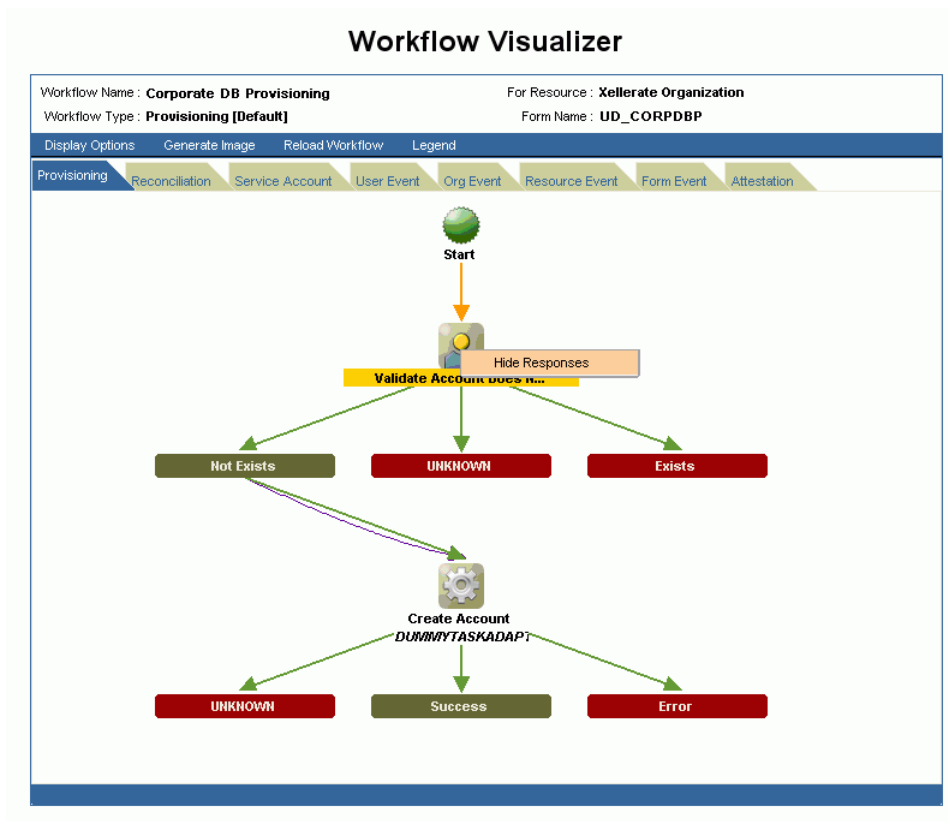 Workflow Visualizer
Workflow Name : Corporate DB Provisioning For Resource : Xellerate Organization
Workflow Type : Provisioning [Default] Form Name : UD_CORPDBP
Display Options Generate Image Reload Workflow Legend
Provisioning Reconciliation Service Account User Event Org Event Resource Event Form Event Attestation
Start
Hide Responses
Validate Account Does N...
Not Exists UNKNOWN Exists
Create Account
DUMMYTASKADAPT
UNKNOWN Success Error